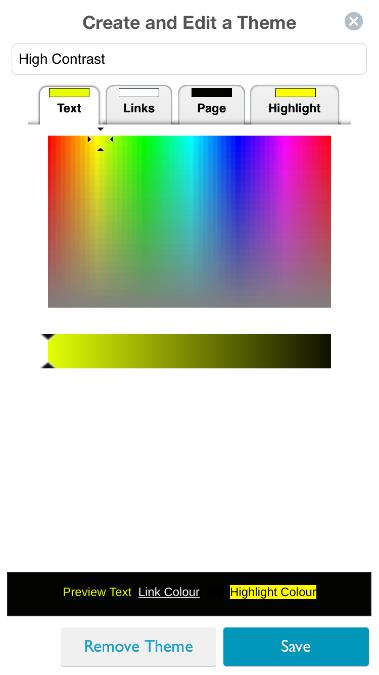 Create and Edit a Theme
High Contrast
Text Links Page Highlight
Preview Text Link Colour Highlight Colour
Remove Theme Save